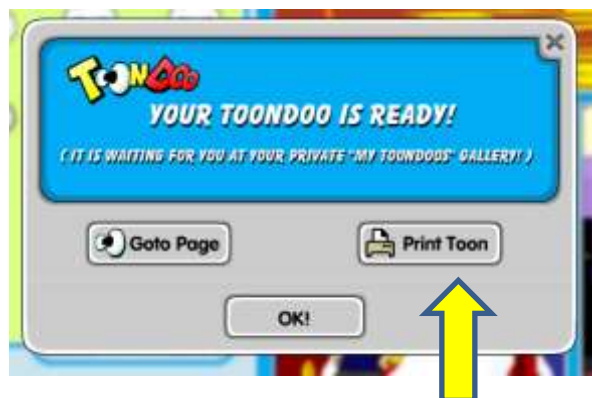 TOONDOO
YOUR TOONDOO IS READY!
( IT IS WAITING FOR YOU AT YOUR PRIVATE "MY TOONDOOS" GALLERY! )
Goto Page
Print Toon
OK!